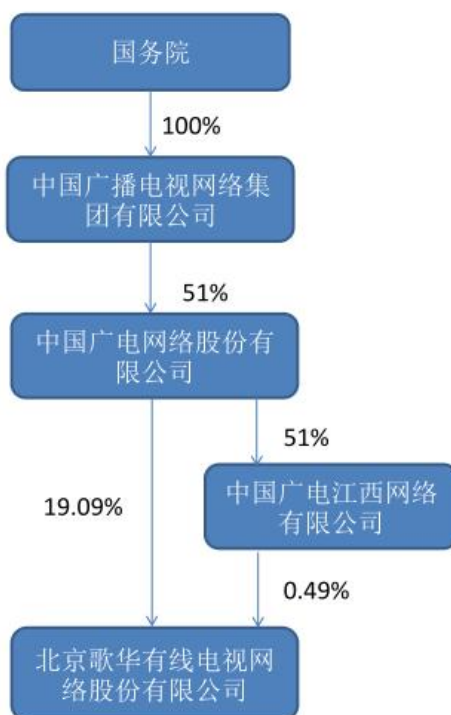 国务院
100%
中国广播电视网络集
团有限公司
51%
中国广电网络股份有
限公司
51%
中国广电江西网络
有限公司
19.09%
0.49%
北京歌华有线电视网
络股份有限公司